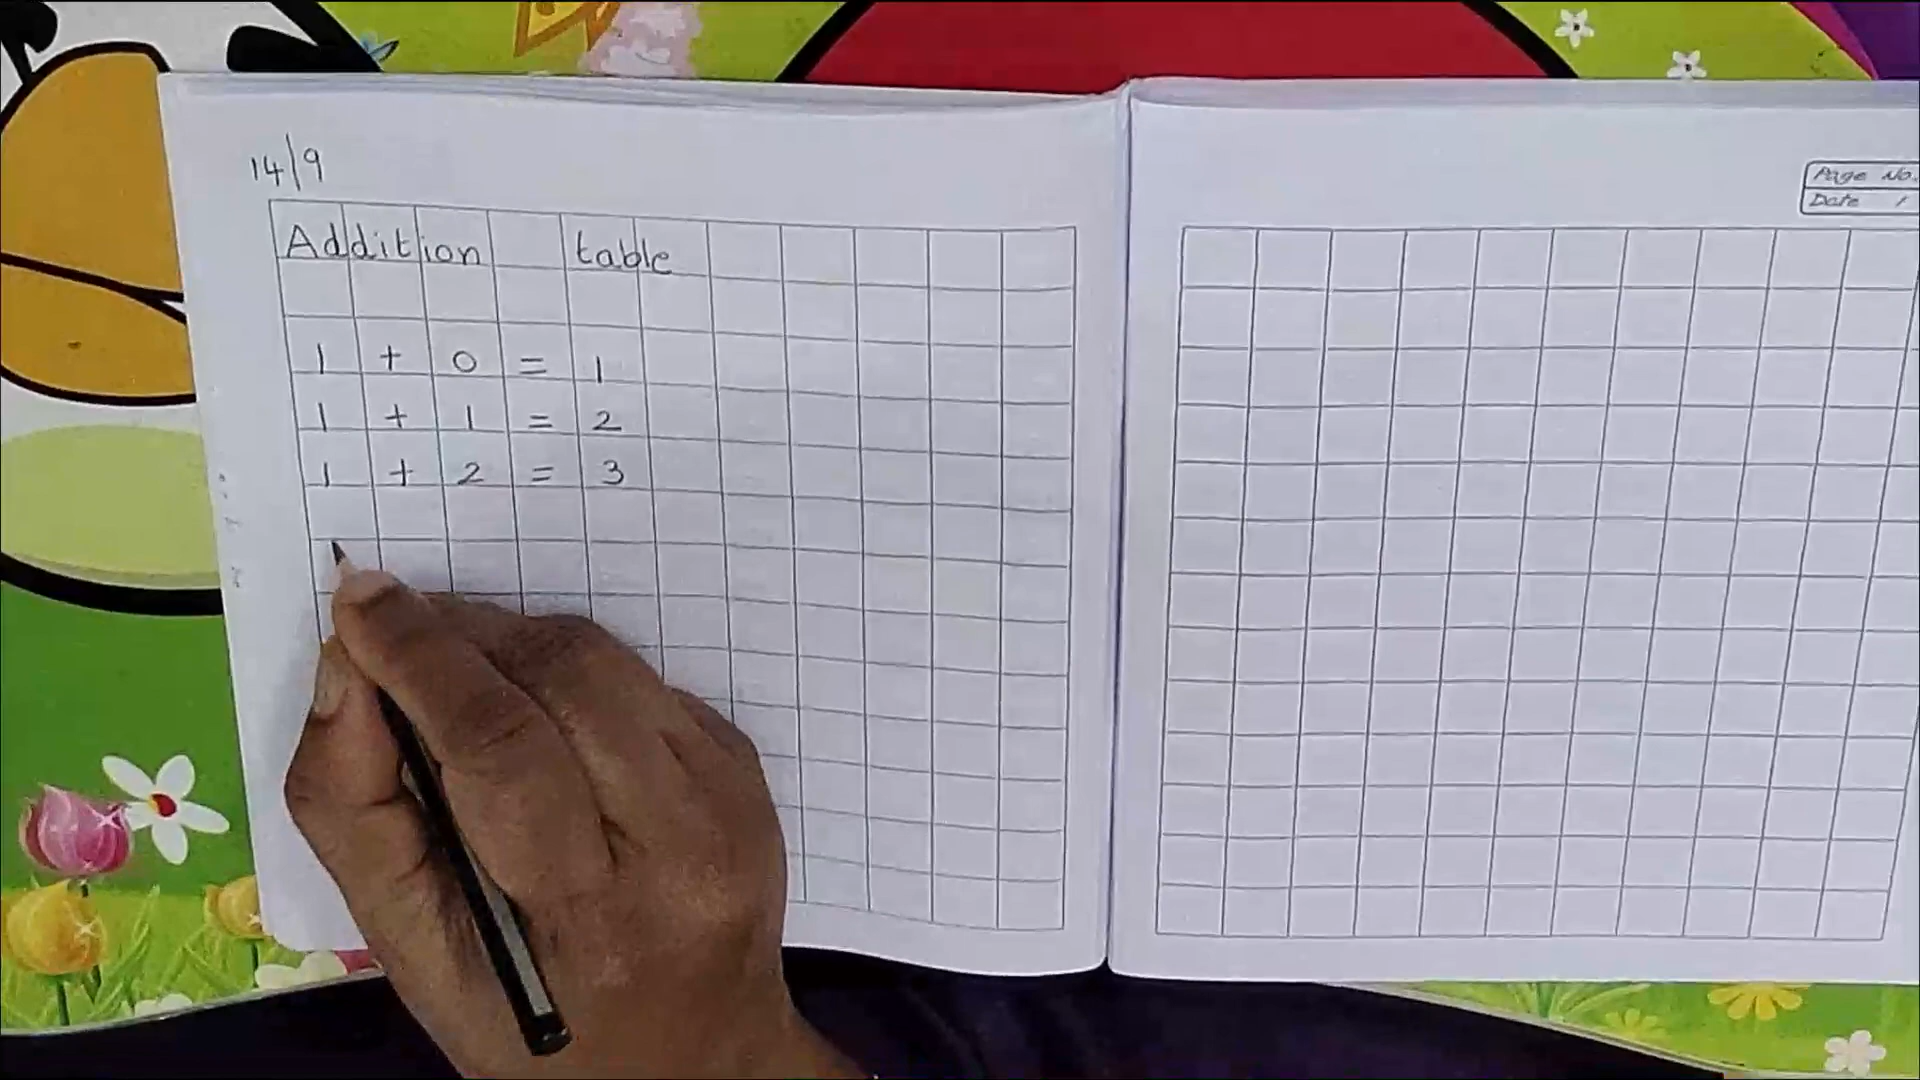 14/9
Addition table
1 + 0 = 1
1 + 1 = 2
1 + 2 = 3
Page No.
Date /